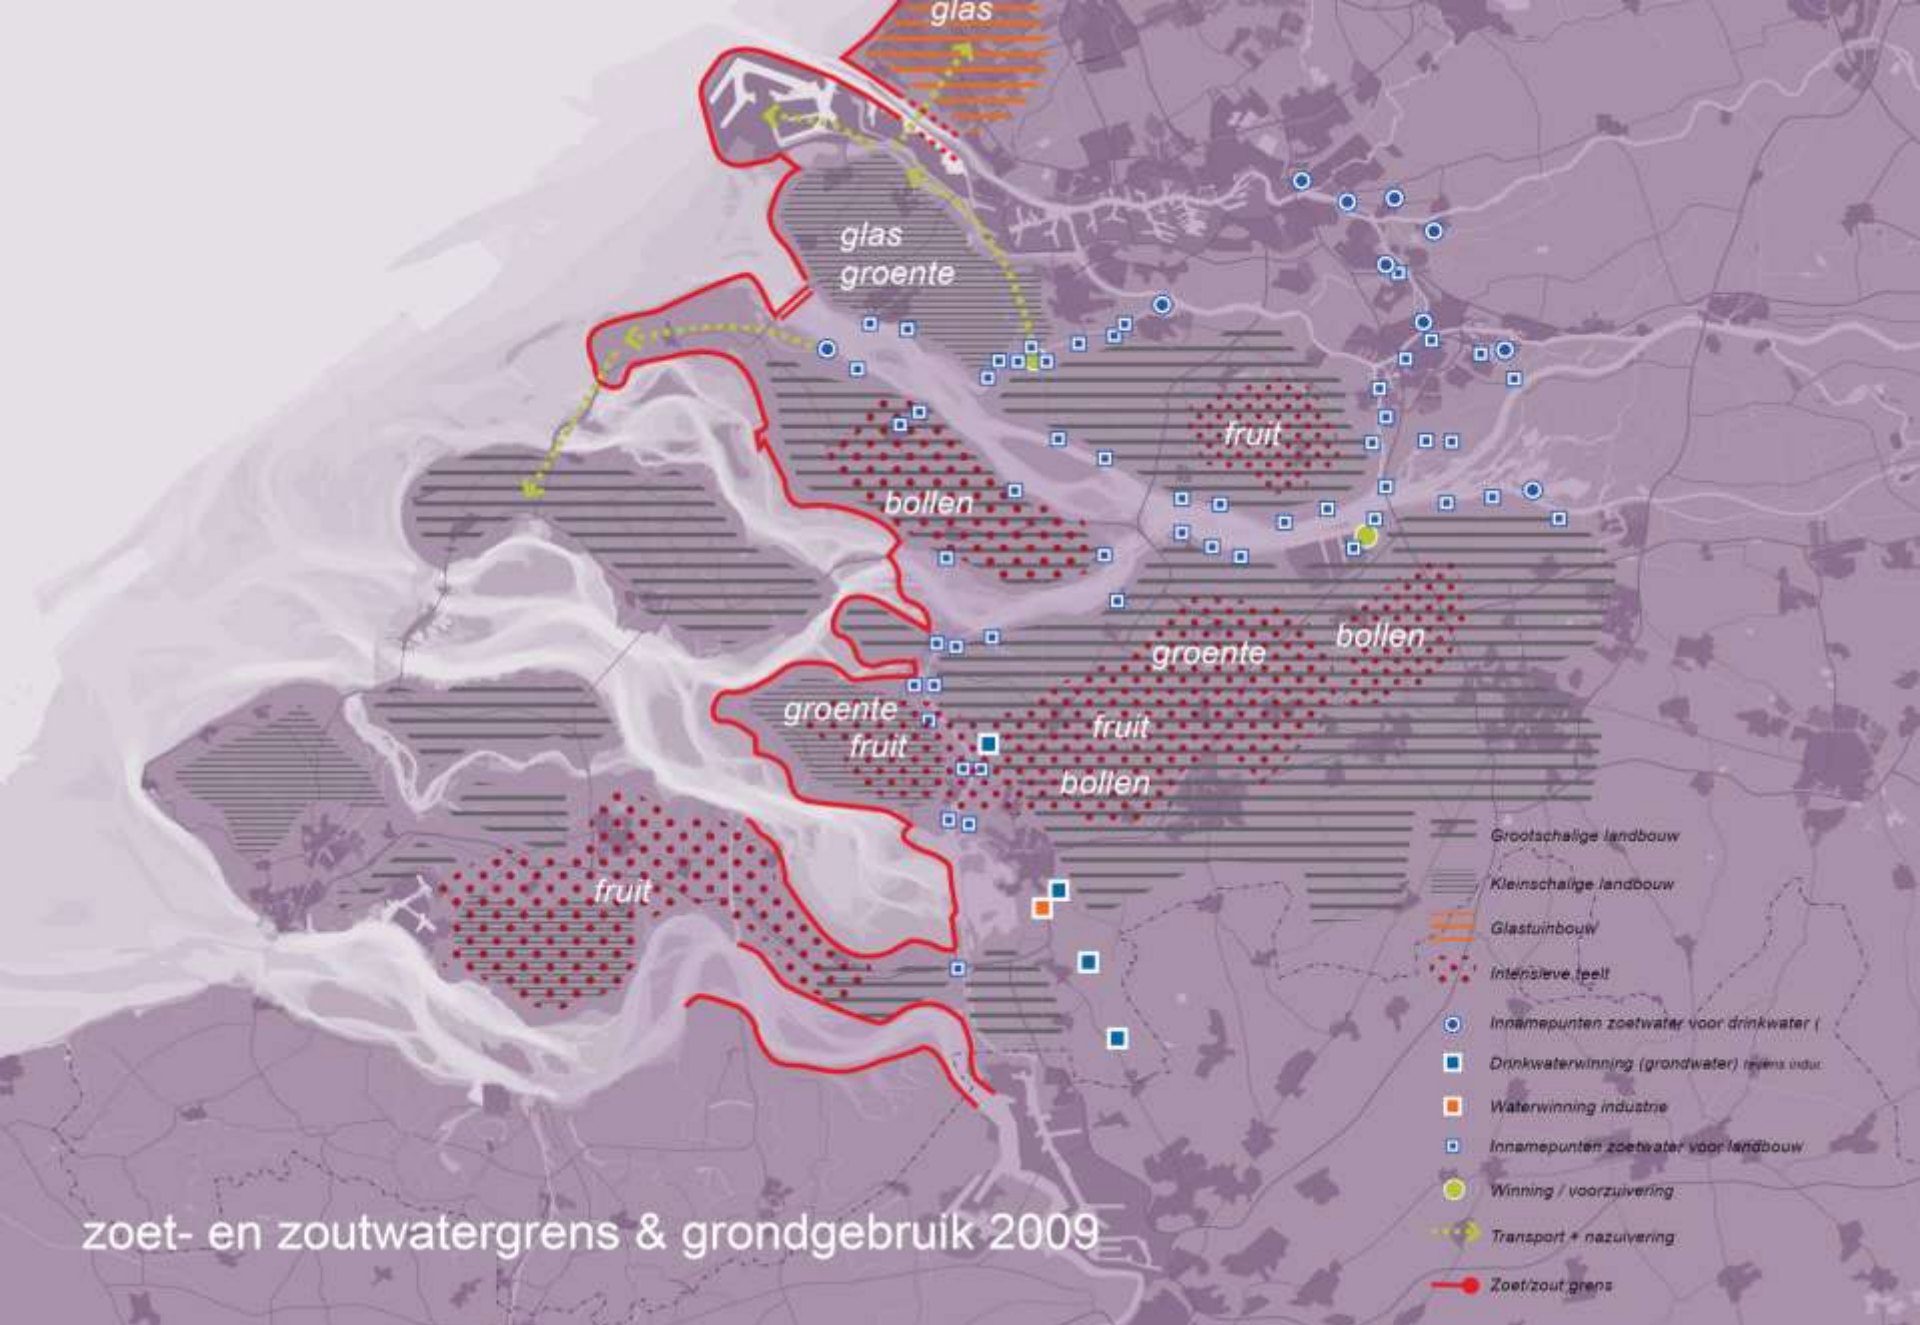 glas
glas
groente
fruit
bollen
groente
bollen
groente
fruit
fruit
bollen
fruit
Grootschalige landbouw
Kleinschalige landbouw
Glastuinbouw
Intensieve teelt
Innamepunten zoetwater voor drinkwater (
Drinkwaterwinning (grondwater)
Waterwinning industrie
Innamepunten zoetwater voor landbouw
Winning / voorzuivering
Transport + nazuivering
Zoet/zout grens
zoet- en zoutwatergrens & grondgebruik 2009